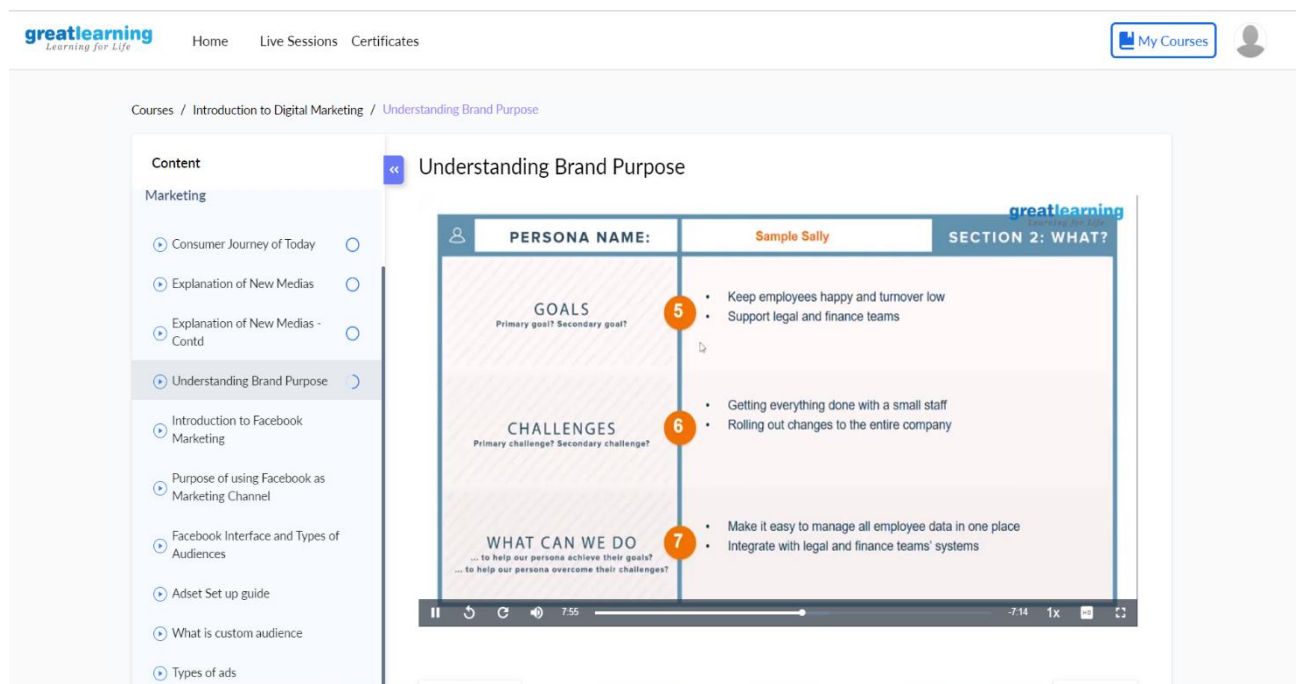 greatlearning
Learning for Life
Home Live Sessions Certificates
My Courses
Courses / Introduction to Digital Marketing / Understanding Brand Purpose
Content
Marketing
Consumer Journey of Today
Explanation of New Medias
Explanation of New Medias -
Contd
Understanding Brand Purpose
Introduction to Facebook
Marketing
Purpose of using Facebook as
Marketing Channel
Facebook Interface and Types of
Audiences
Adset Set up guide
What is custom audience
Types of ads
Understanding Brand Purpose
greatlearning
Learning for Life
PERSONA NAME:
Sample Sally
SECTION 2: WHAT?
GOALS
Primary goal? Secondary goal?
5
• Keep employees happy and turnover low
• Support legal and finance teams
CHALLENGES
Primary challenge? Secondary challenge?
6
• Getting everything done with a small staff
• Rolling out changes to the entire company
WHAT CAN WE DO
... to help our persona achieve their goals?
... to help our persona overcome their challenges?
7
• Make it easy to manage all employee data in one place
• Integrate with legal and finance teams' systems
7:55 -7:14 1x HD